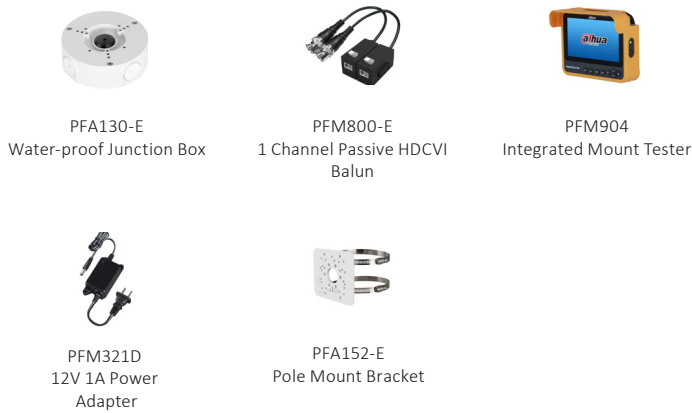 alhua
PFA130-E
Water-proof Junction Box
PFM800-E
1 Channel Passive HDCVI
Balun
PFM904
Integrated Mount Tester
PFM321D
12V 1A Power
Adapter
PFA152-E
Pole Mount Bracket